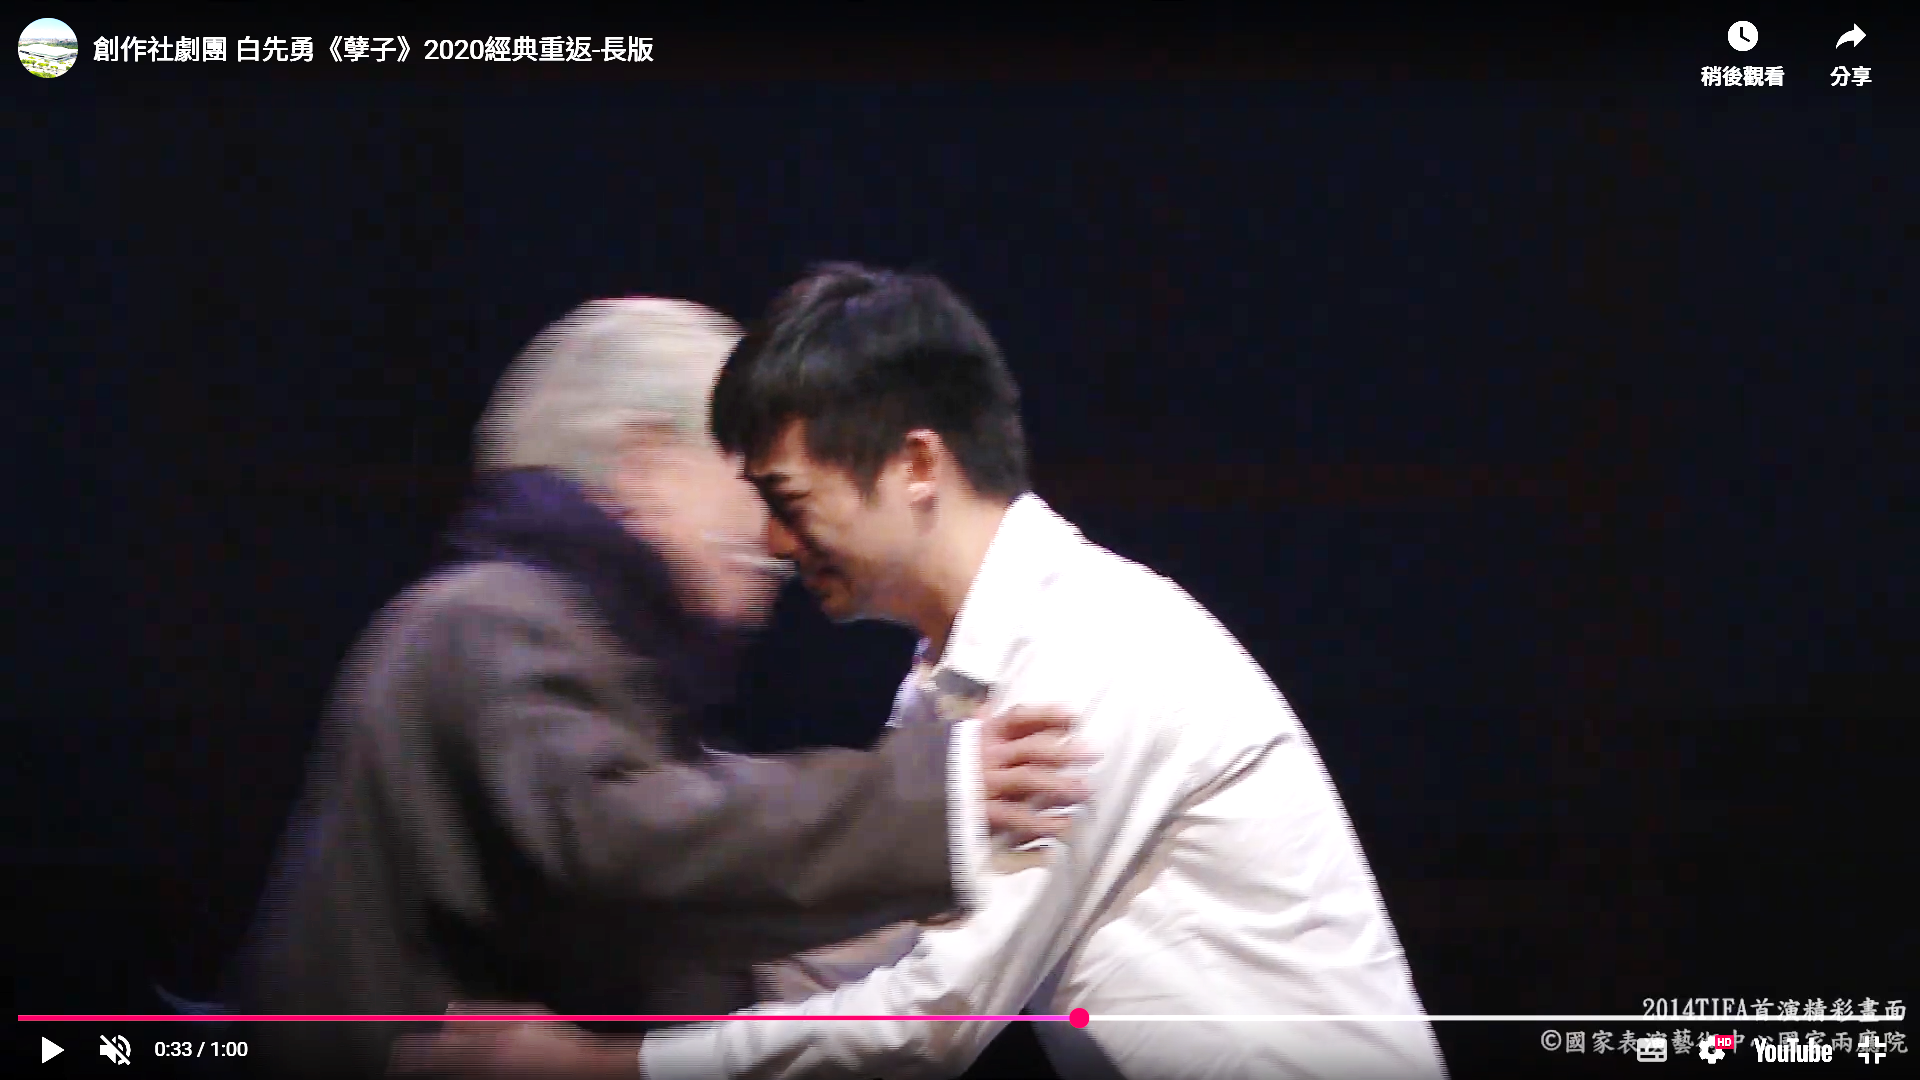 創作社劇團 白先勇《孽子》2020經典重返-長版
稍後觀看
分享
2014TIFA首演精彩畫面
©國家表演藝術中心國家兩廳院
0:33 / 1:00
HD
YouTube